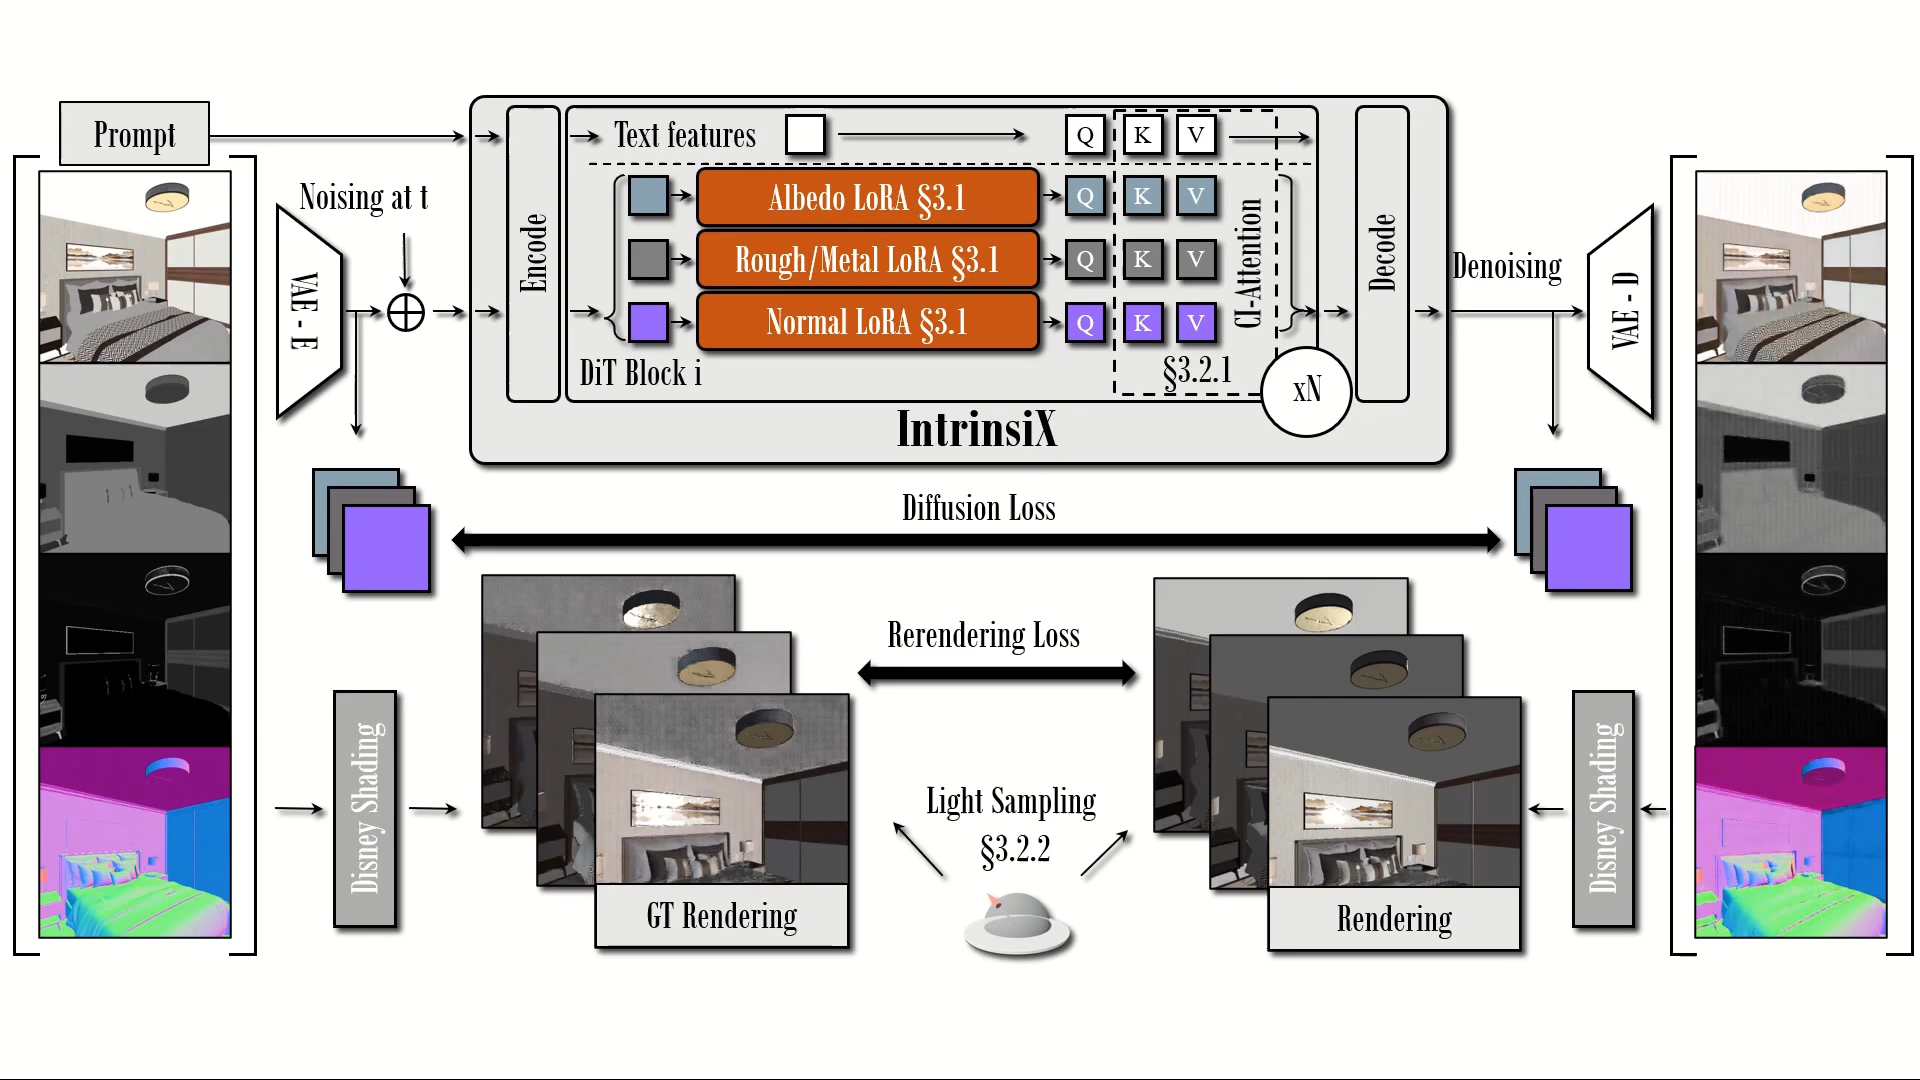 Prompt
Noising at t
VAE - E
Encode
Text features
Q K V
Albedo LoRA §3.1
Q K V
Rough/Metal LoRA §3.1
Q K V
Normal LoRA §3.1
Q K V
CI-Attention
DiT Block i
§3.2.1
xN
IntrinsiX
Decode
Denoising
VAE - D
Diffusion Loss
Rerendering Loss
Disney Shading
GT Rendering
Light Sampling
§3.2.2
Rendering
Disney Shading